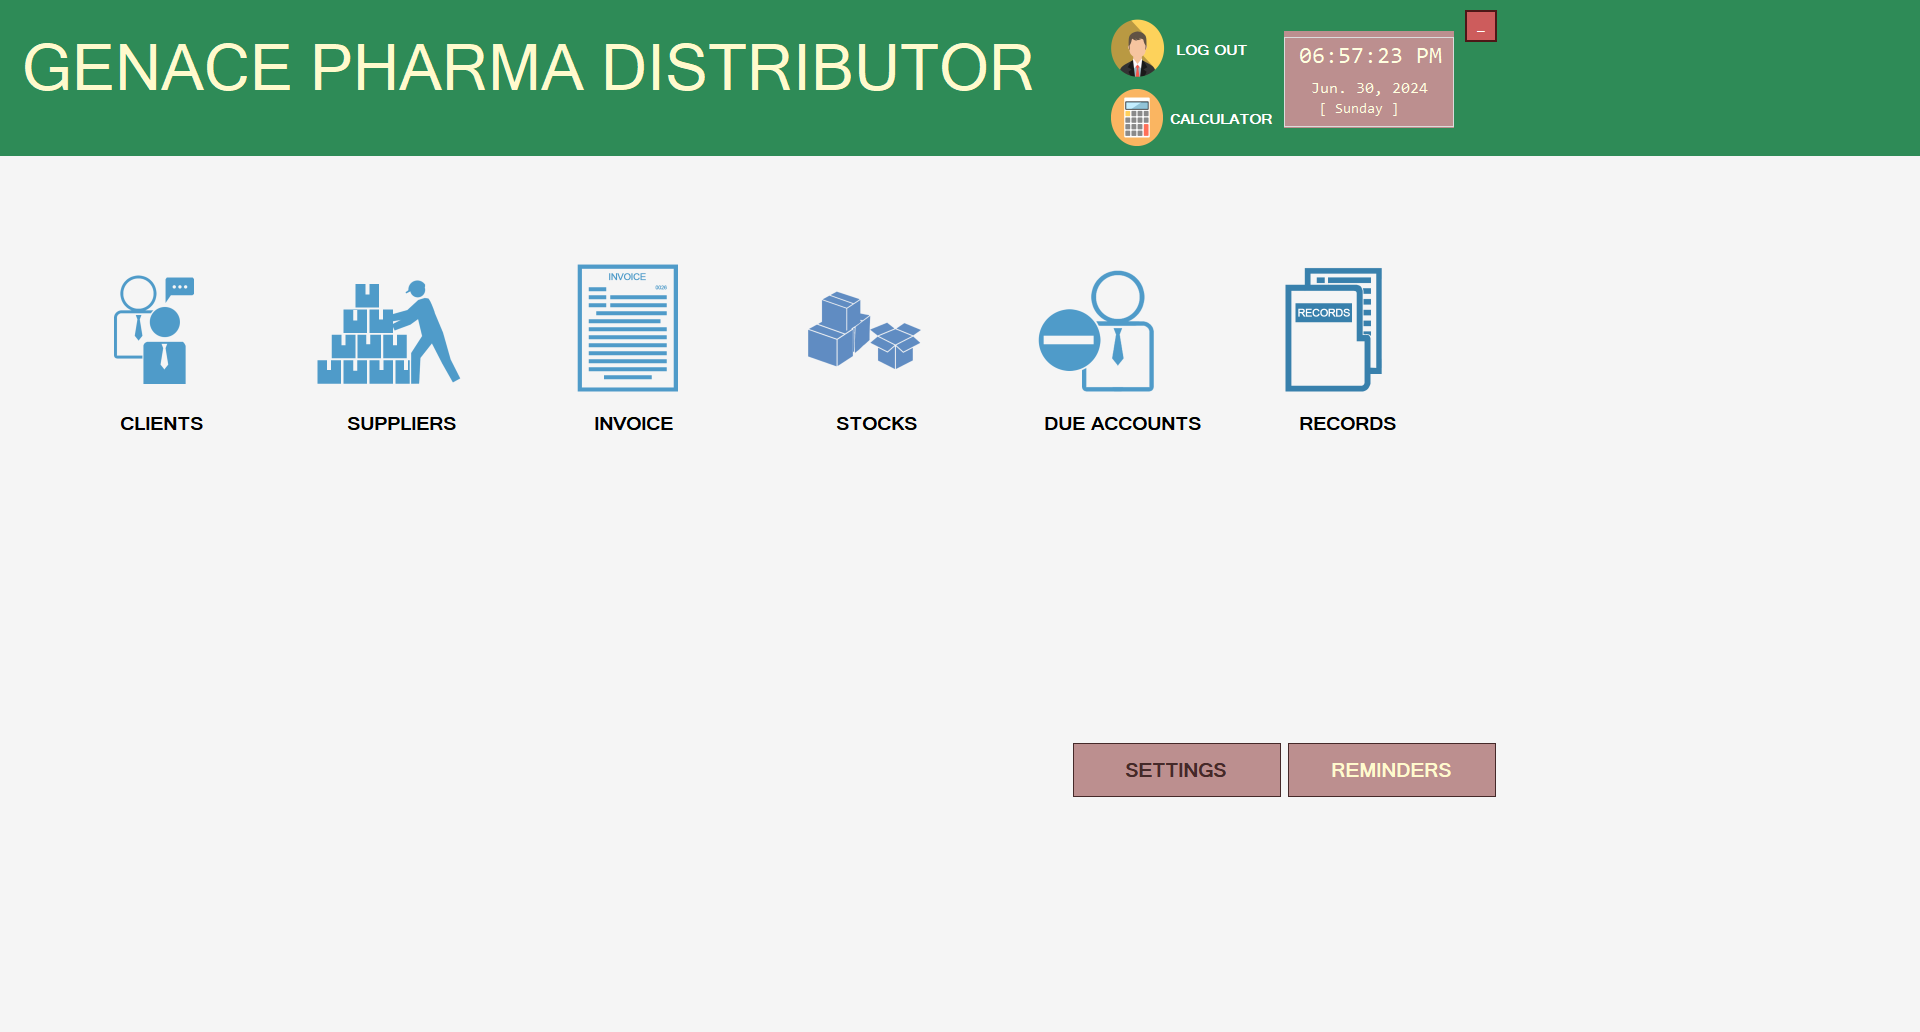 GENACE PHARMA DISTRIBUTOR
LOG OUT
CALCULATOR
06:57:23 PM
Jun. 30, 2024
[ Sunday ]
_
INVOICE
0026
RECORDS
CLIENTS
SUPPLIERS
INVOICE
STOCKS
DUE ACCOUNTS
RECORDS
SETTINGS
REMINDERS